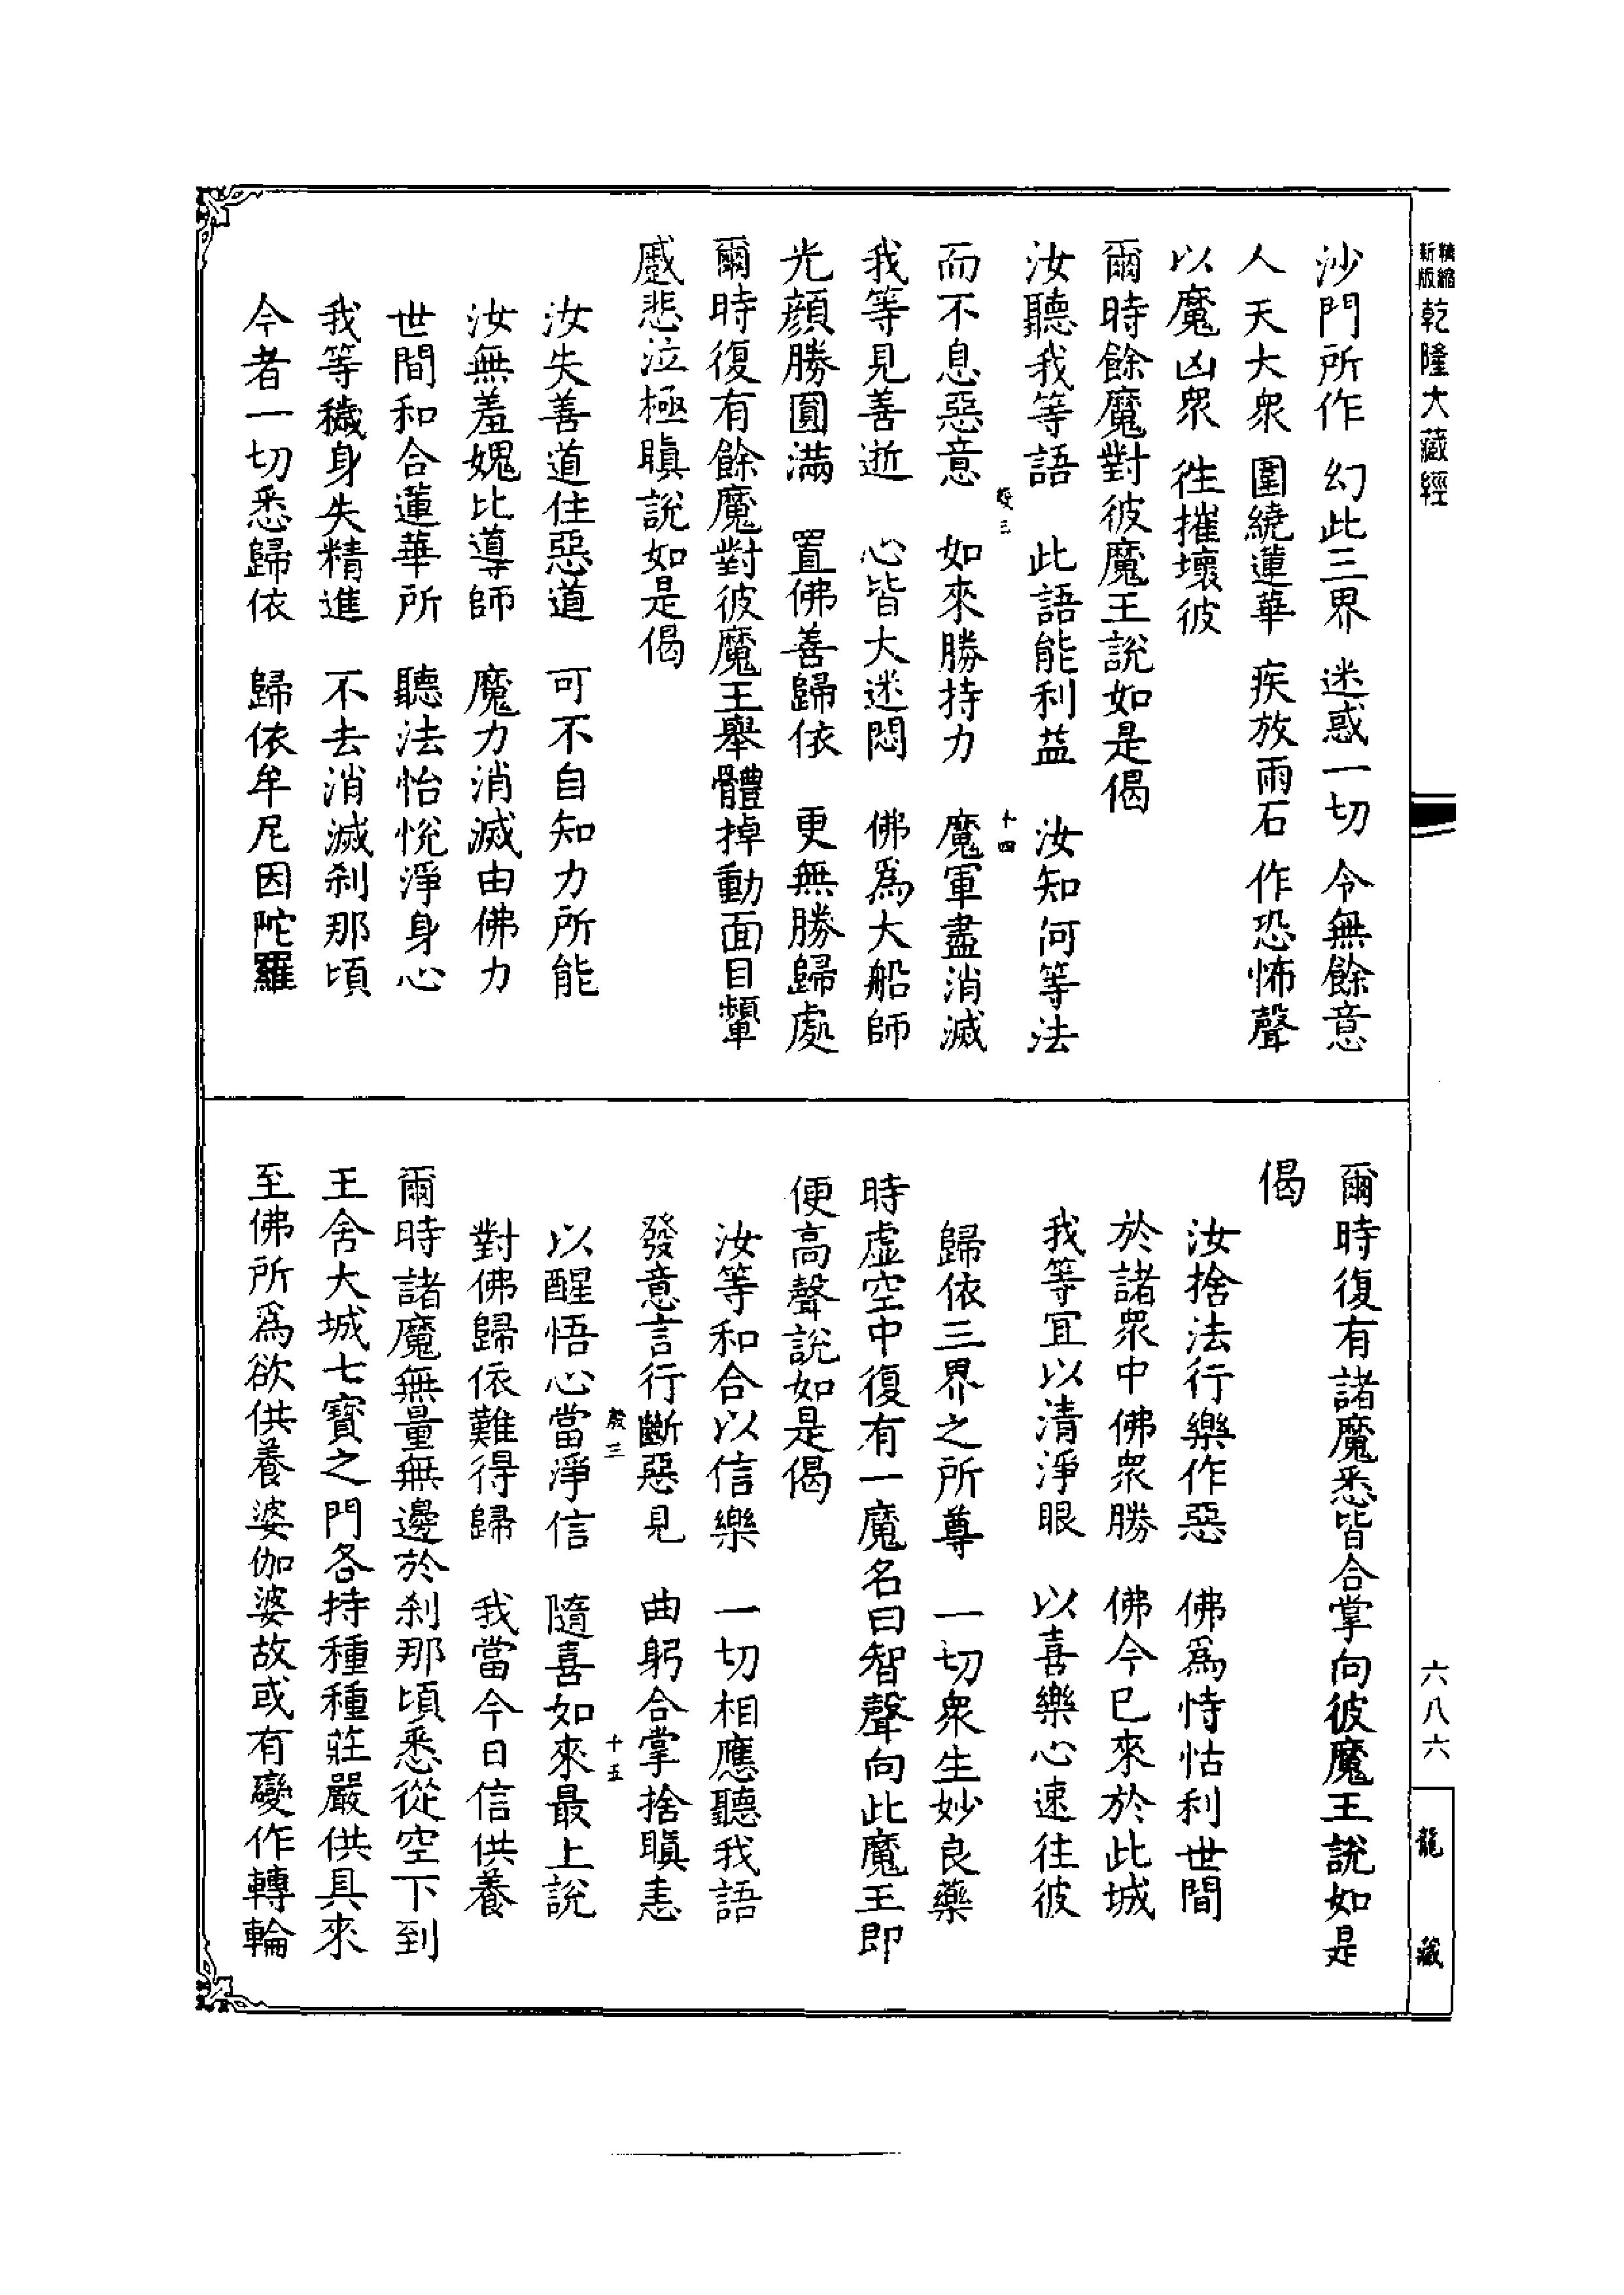 精縮
新版
乾隆大藏經
沙門所作　幻此三界　迷惑一切　令無餘意
人天大衆　圍繞蓮華　疾放雨石　作恐怖聲
以魔凶衆　徃摧壞彼
爾時餘魔對彼魔王說如是偈
汝聽我等語　此語能利益　汝知何等法
三　十四
而不息惡意　如來勝持力　魔軍盡消滅
我等見善逝　心皆大迷悶　佛爲大船師
光顏勝圓滿　置佛善歸依　更無勝歸處
爾時復有餘魔對彼魔王舉體掉動面目顰
慼悲泣極瞋說如是偈
汝失善道住惡道　可不自知力所能
汝無羞媿比導師　魔力消滅由佛力
世間和合蓮華所　聽法怡悅淨身心
我等穢身失精進　不去消滅刹那頃
今者一切悉歸依　歸依牟尼因陀羅
爾時復有諸魔悉皆合掌向彼魔王說如是
偈
汝捨法行樂作惡　佛爲恃怙利世間
於諸衆中佛衆勝　佛今已來於此城
我等宜以清淨眼　以喜樂心速往彼
歸依三界之所尊　一切衆生妙良藥
時虛空中復有一魔名曰智聲向此魔王即
便高聲說如是偈
汝等和合以信樂　一切相應聽我語
發意言行斷惡見　曲躬合掌捨瞋恚
三　十五
以醒悟心當淨信　隨喜如來最上說
對佛歸依難得歸　我當今日信供養
爾時諸魔無量無邊於刹那頃悉從空下到
王舍大城七寶之門各持種種莊嚴供具來
至佛所爲欲供養婆伽婆故或有變作轉輪
六八六
龍藏